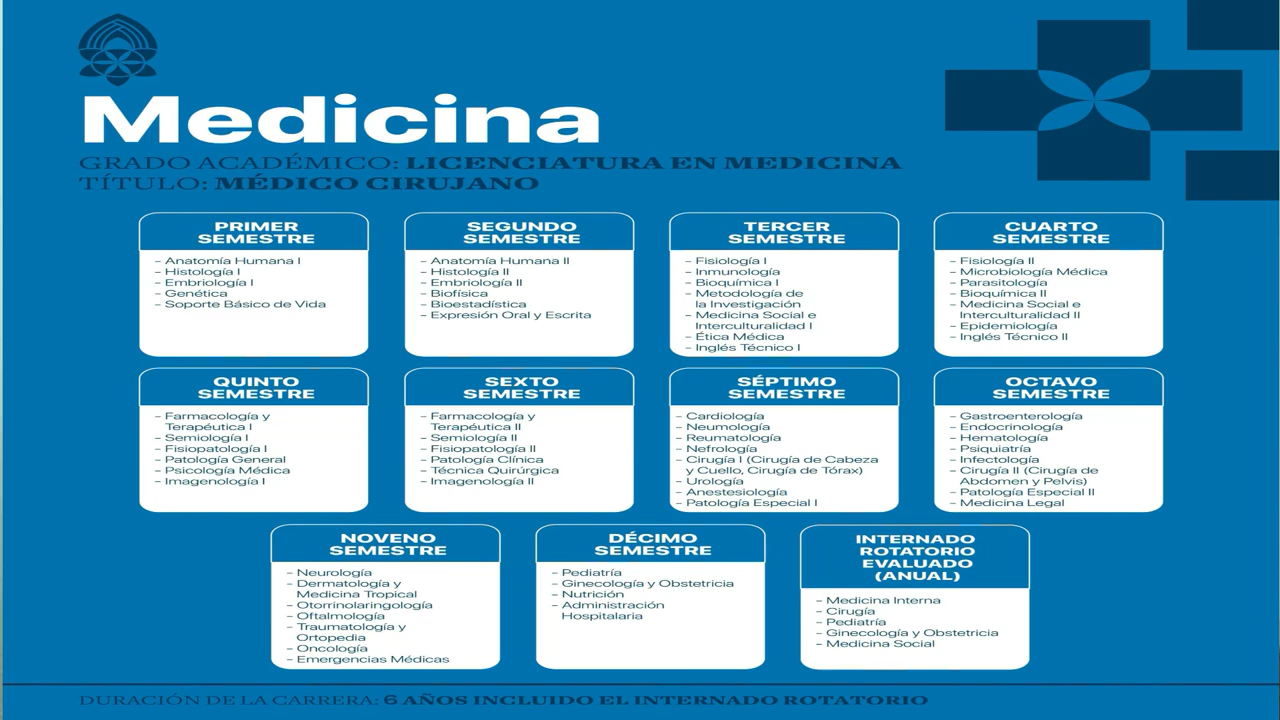 Medicina
GRADO ACADÉMICO: LICENCIATURA EN MEDICINA
TÍTULO: MÉDICO CIRUJANO
PRIMER
SEMESTRE
- Anatomía Humana I
- Histología I
- Embriología I
- Genética
- Soporte Básico de Vida
SEGUNDO
SEMESTRE
- Anatomía Humana II
- Histología II
- Embriología II
- Biofísica
- Bioestadística
- Expresión Oral y Escrita
TERCER
SEMESTRE
- Fisiología I
- Inmunología
- Bioquímica I
- Metodología de
la Investigación
- Medicina Social e
Interculturalidad I
- Ética Médica
- Inglés Técnico I
CUARTO
SEMESTRE
- Fisiología II
- Microbiología Médica
- Parasitología
- Bioquímica II
- Medicina Social e
Interculturalidad II
- Epidemiología
- Inglés Técnico II
QUINTO
SEMESTRE
- Farmacología y
Terapéutica I
- Semiología I
- Fisiopatología I
- Patología General
- Psicología Médica
- Imagenología I
SEXTO
SEMESTRE
- Farmacología y
Terapéutica II
- Semiología II
- Fisiopatología II
- Patología Clínica
- Técnica Quirúrgica
- Imagenología II
SÉPTIMO
SEMESTRE
- Cardiología
- Neumología
- Reumatología
- Nefrología
- Cirugía I (Cirugía de Cabeza
y Cuello, Cirugía de Tórax)
- Urología
- Anestesiología
- Patología Especial I
OCTAVO
SEMESTRE
- Gastroenterología
- Endocrinología
- Hematología
- Psiquiatría
- Infectología
- Cirugía II (Cirugía de
Abdomen y Pelvis)
- Patología Especial II
- Medicina Legal
NOVENO
SEMESTRE
- Neurología
- Dermatología y
Medicina Tropical
- Otorrinolaringología
- Oftalmología
- Traumatología y
Ortopedia
- Oncología
- Emergencias Médicas
DÉCIMO
SEMESTRE
- Pediatría
- Ginecología y Obstetricia
- Nutrición
- Administración
Hospitalaria
INTERNADO
ROTATORIO
EVALUADO
(ANUAL)
- Medicina Interna
- Cirugía
- Pediatría
- Ginecología y Obstetricia
- Medicina Social
DURACIÓN DE LA CARRERA: 6 AÑOS INCLUIDO EL INTERNADO ROTATORIO